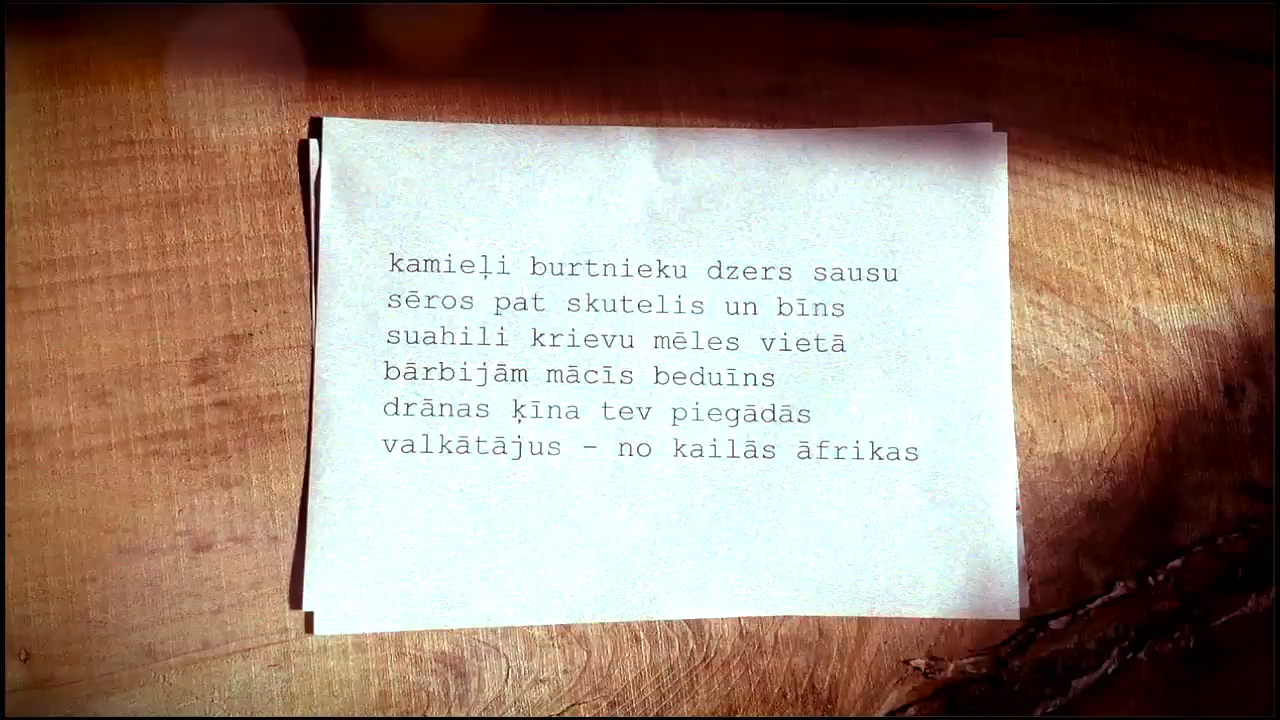 kamieļi burtnieku dzers sausu
sēros pat skutelis un bīns
suahili krievu mēles vietā
bārbijām mācīs beduīns
drānas ķīna tev piegādās
valkātājus – no kailās āfrikas